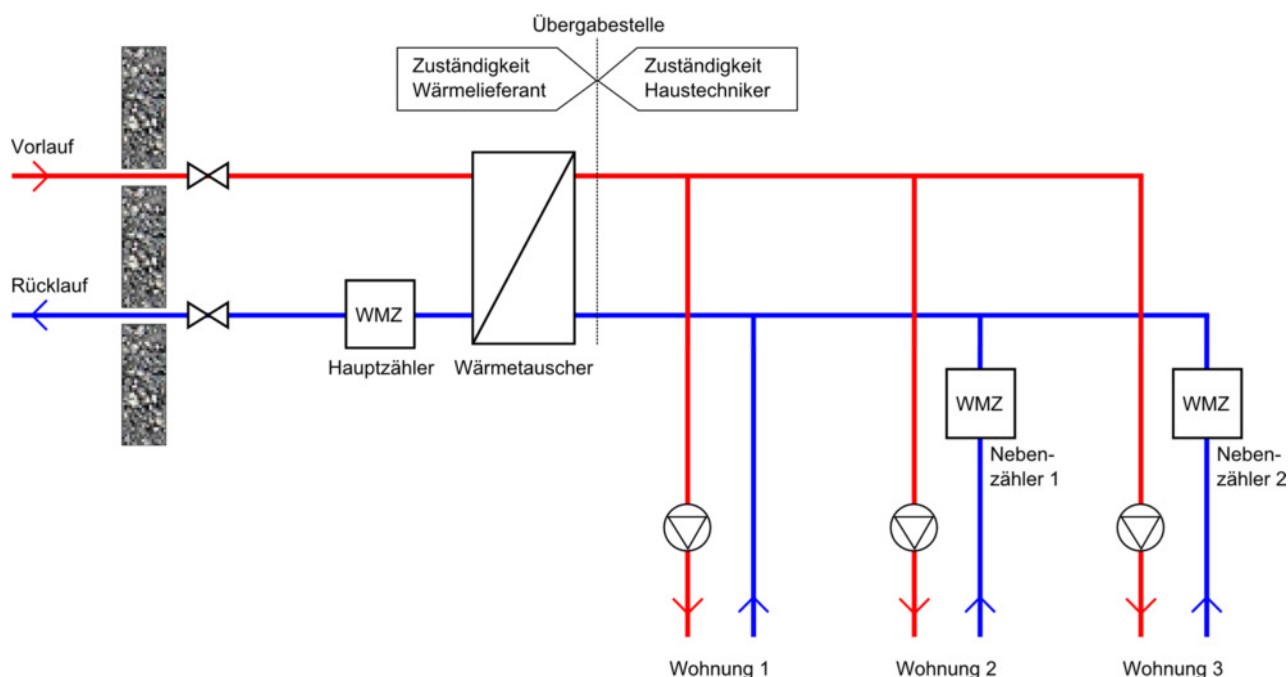 Übergabestelle
Zuständigkeit
Wärmelieferant
Zuständigkeit
Haustechniker
Vorlauf
Rücklauf
WMZ
Hauptzähler
Wärmetauscher
WMZ
Neben-
zähler 1
WMZ
Neben-
zähler 2
Wohnung 1
Wohnung 2
Wohnung 3